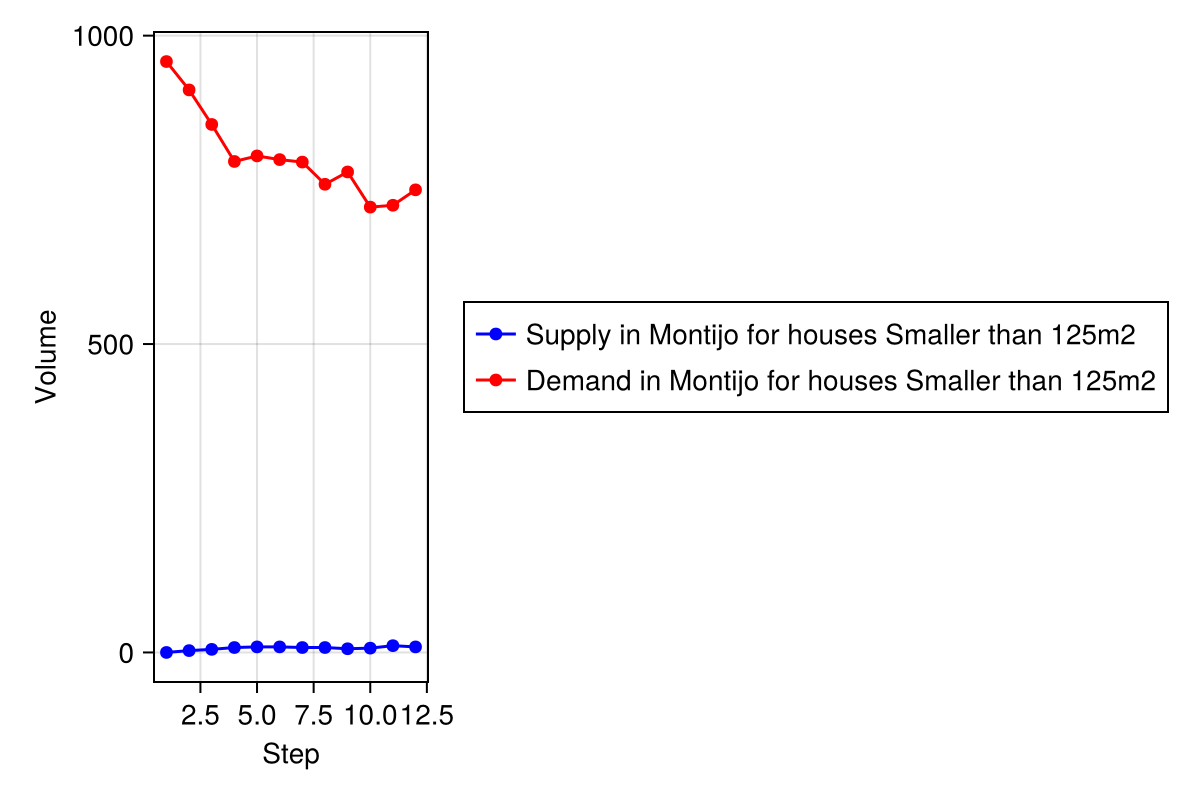 1000
500
0
Volume
2.5 5.0 7.5 10.0 12.5
Step
Supply in Montijo for houses Smaller than 125m2
Demand in Montijo for houses Smaller than 125m2